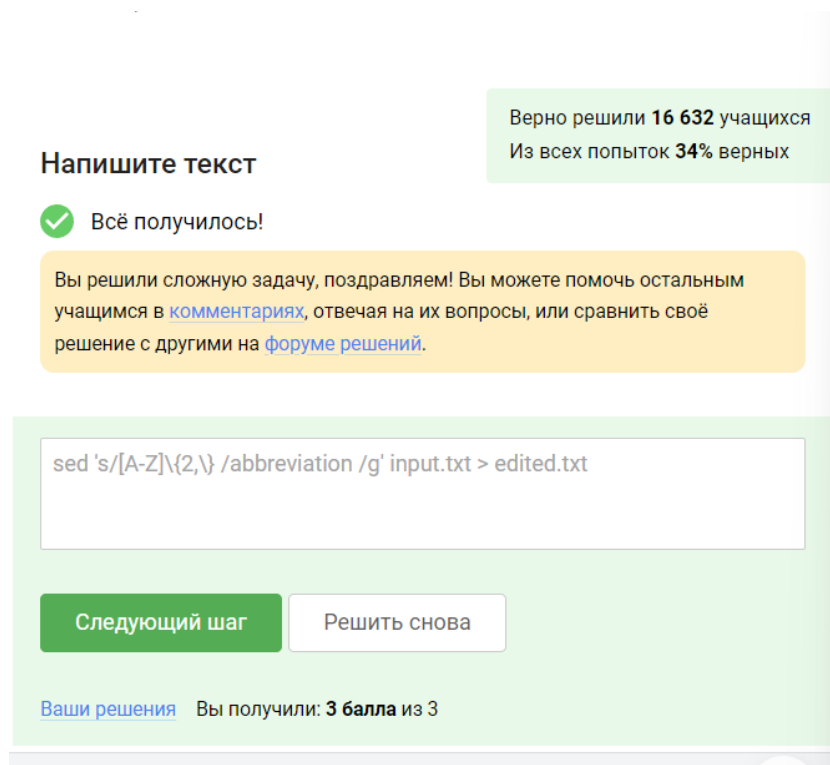 Верно решили 16 632 учащихся
Из всех попыток 34% верных
Напишите текст
Всё получилось!
Вы решили сложную задачу, поздравляем! Вы можете помочь остальным
учащимся в комментариях, отвечая на их вопросы, или сравнить своё
решение с другими на форуме решений.
sed 's/[A-Z]\{2,\} /abbreviation /g' input.txt > edited.txt
Следующий шаг
Решить снова
Ваши решения Вы получили: 3 балла из 3